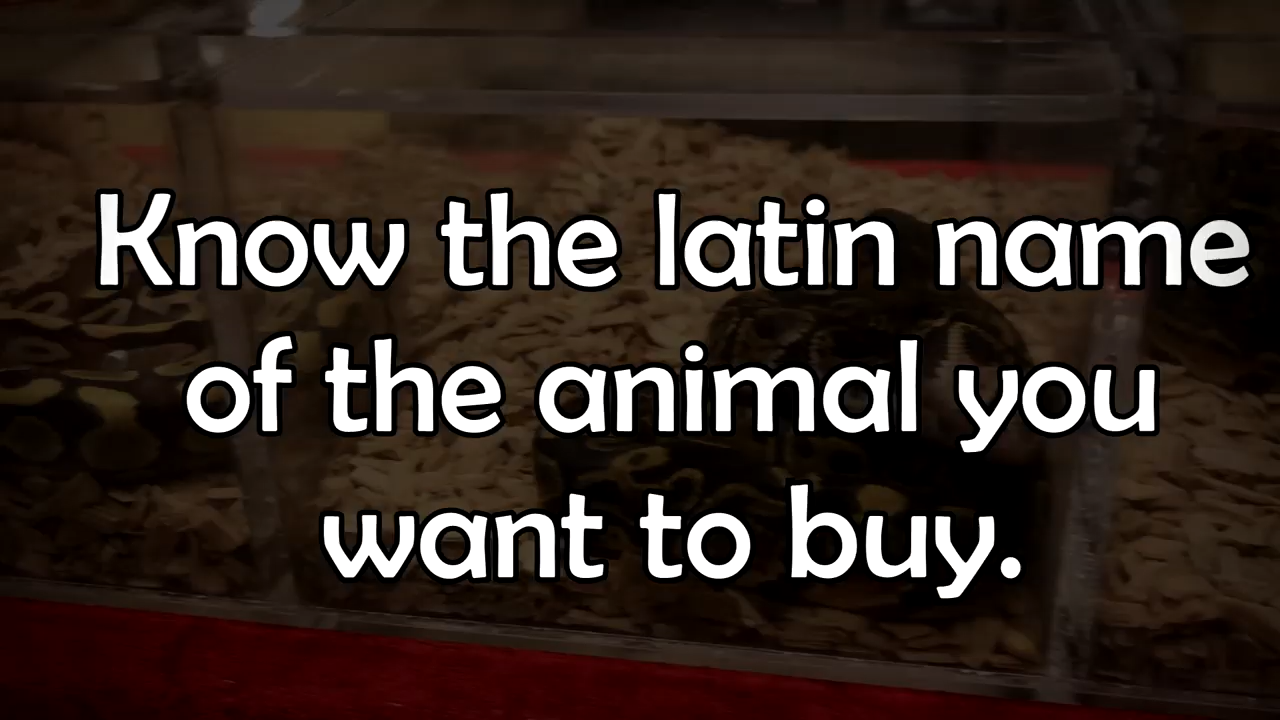 Know the latin name
of the animal you
want to buy.